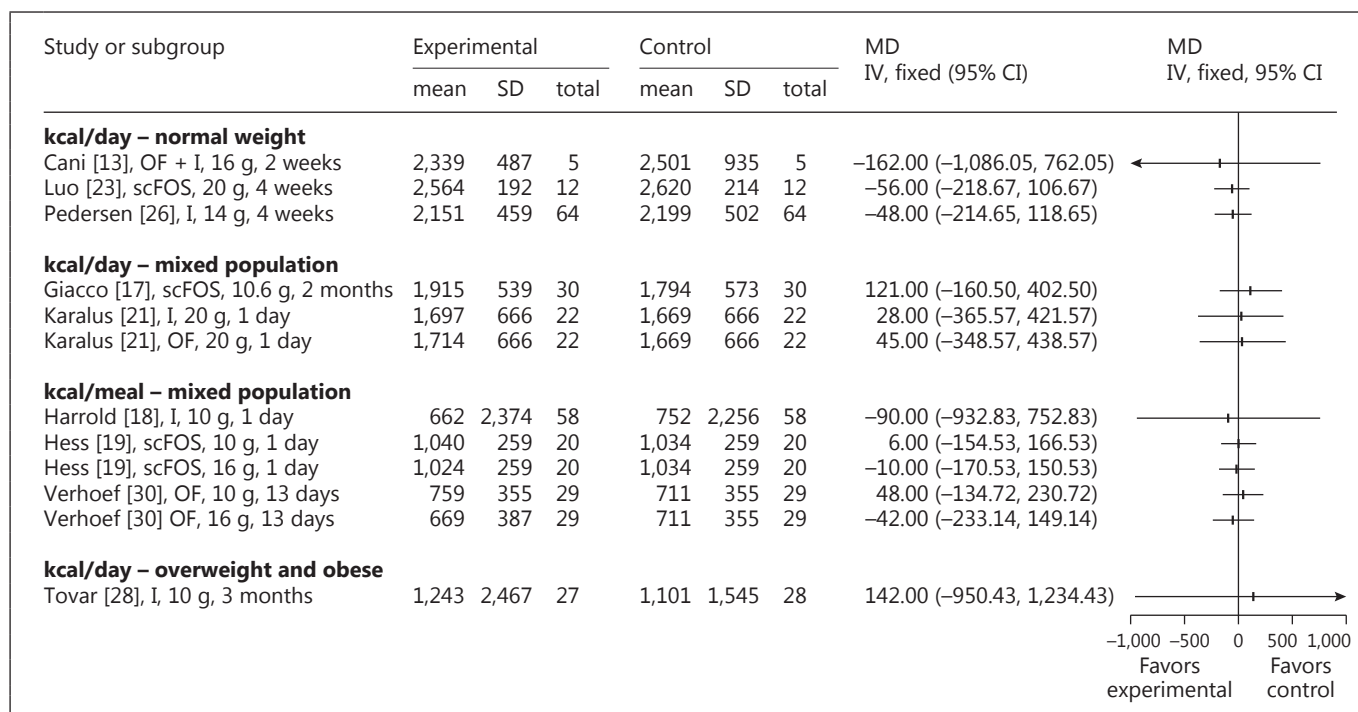 Study or subgroup Experimental Control MD MD
IV, fixed (95% CI) IV, fixed, 95% CI
mean SD total mean SD total
kcal/day – normal weight
Cani [13], OF + I, 16 g, 2 weeks 2,339 487 5 2,501 935 5 –162.00 (–1,086.05, 762.05)
Luo [23], scFOS, 20 g, 4 weeks 2,564 192 12 2,620 214 12 –56.00 (–218.67, 106.67)
Pedersen [26], I, 14 g, 4 weeks 2,151 459 64 2,199 502 64 –48.00 (–214.65, 118.65)
kcal/day – mixed population
Giacco [17], scFOS, 10.6 g, 2 months 1,915 539 30 1,794 573 30 121.00 (–160.50, 402.50)
Karalus [21], I, 20 g, 1 day 1,697 666 22 1,669 666 22 28.00 (–365.57, 421.57)
Karalus [21], OF, 20 g, 1 day 1,714 666 22 1,669 666 22 45.00 (–348.57, 438.57)
kcal/meal – mixed population
Harrold [18], I, 10 g, 1 day 662 2,374 58 752 2,256 58 –90.00 (–932.83, 752.83)
Hess [19], scFOS, 10 g, 1 day 1,040 259 20 1,034 259 20 6.00 (–154.53, 166.53)
Hess [19], scFOS, 16 g, 1 day 1,024 259 20 1,034 259 20 –10.00 (–170.53, 150.53)
Verhoef [30], OF, 10 g, 13 days 759 355 29 711 355 29 48.00 (–134.72, 230.72)
Verhoef [30] OF, 16 g, 13 days 669 387 29 711 355 29 –42.00 (–233.14, 149.14)
kcal/day – overweight and obese
Tovar [28], I, 10 g, 3 months 1,243 2,467 27 1,101 1,545 28 142.00 (–950.43, 1,234.43)
–1,000 –500 0 500 1,000
Favors Favors
experimental control